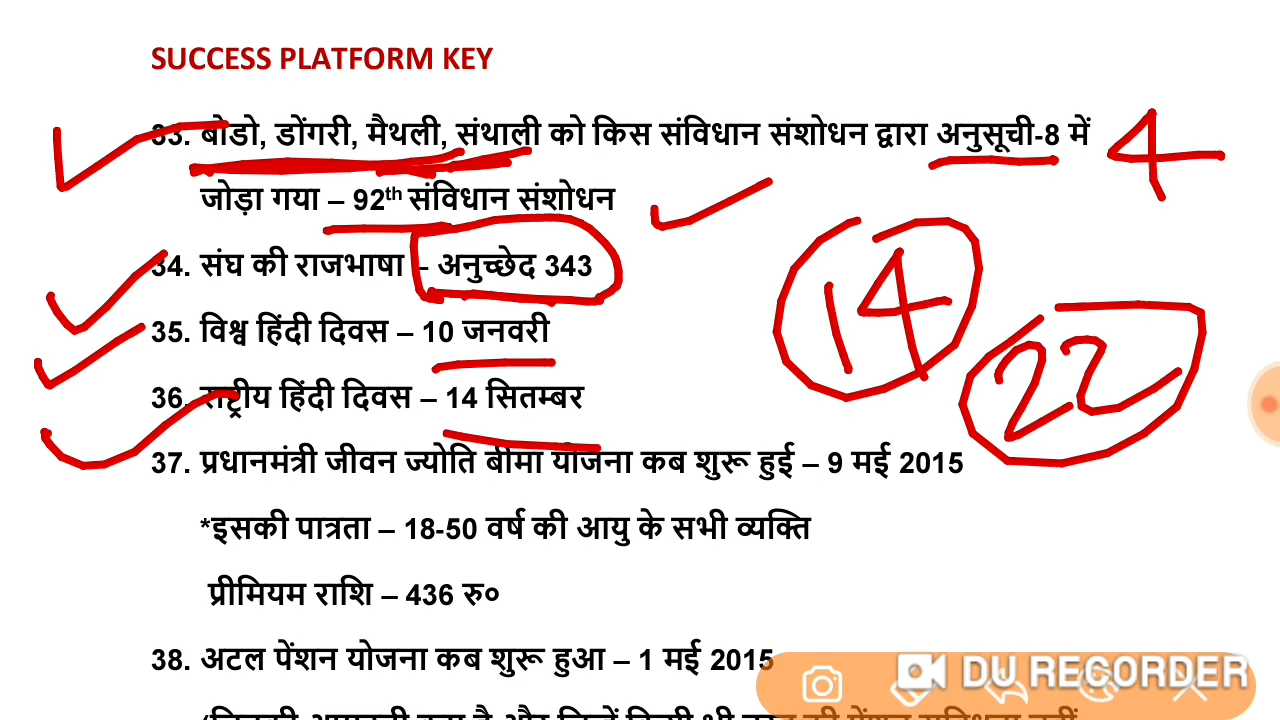 SUCCESS PLATFORM KEY
33. बोडो, डोंगरी, मैथली, संथाली को किस संविधान संशोधन द्वारा अनुसूची-8 में 4
जोड़ा गया – 92th संविधान संशोधन
34. संघ की राजभाषा – अनुच्छेद 343
14
35. विश्व हिंदी दिवस – 10 जनवरी
22
36. राष्ट्रीय हिंदी दिवस – 14 सितम्बर
37. प्रधानमंत्री जीवन ज्योति बीमा योजना कब शुरू हुई – 9 मई 2015
*इसकी पात्रता – 18-50 वर्ष की आयु के सभी व्यक्ति
प्रीमियम राशि – 436 रु०
38. अटल पेंशन योजना कब शुरू हुआ – 1 मई 2015
DU RECORDER